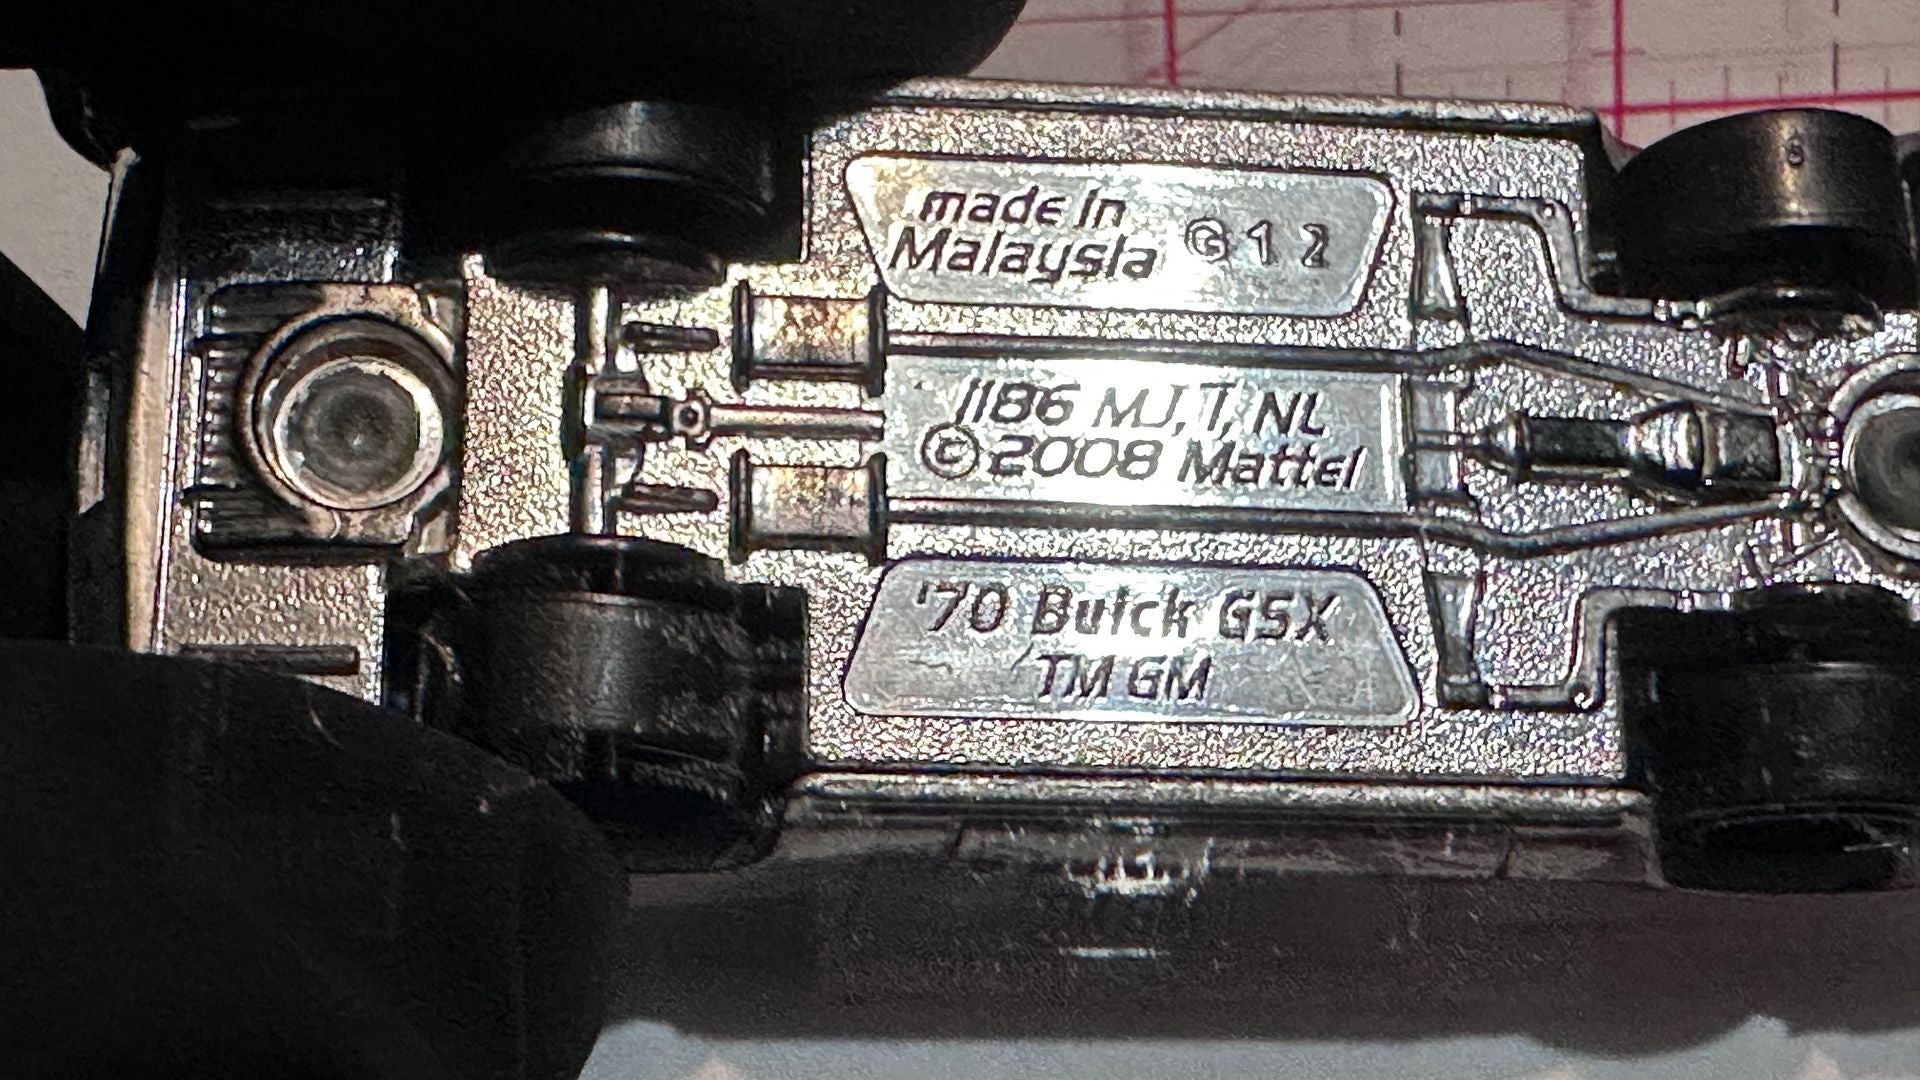 made in
Malaysia G12
1186 MJ,T, NL
©2008 Mattel
'70 Buick GSX
TM GM